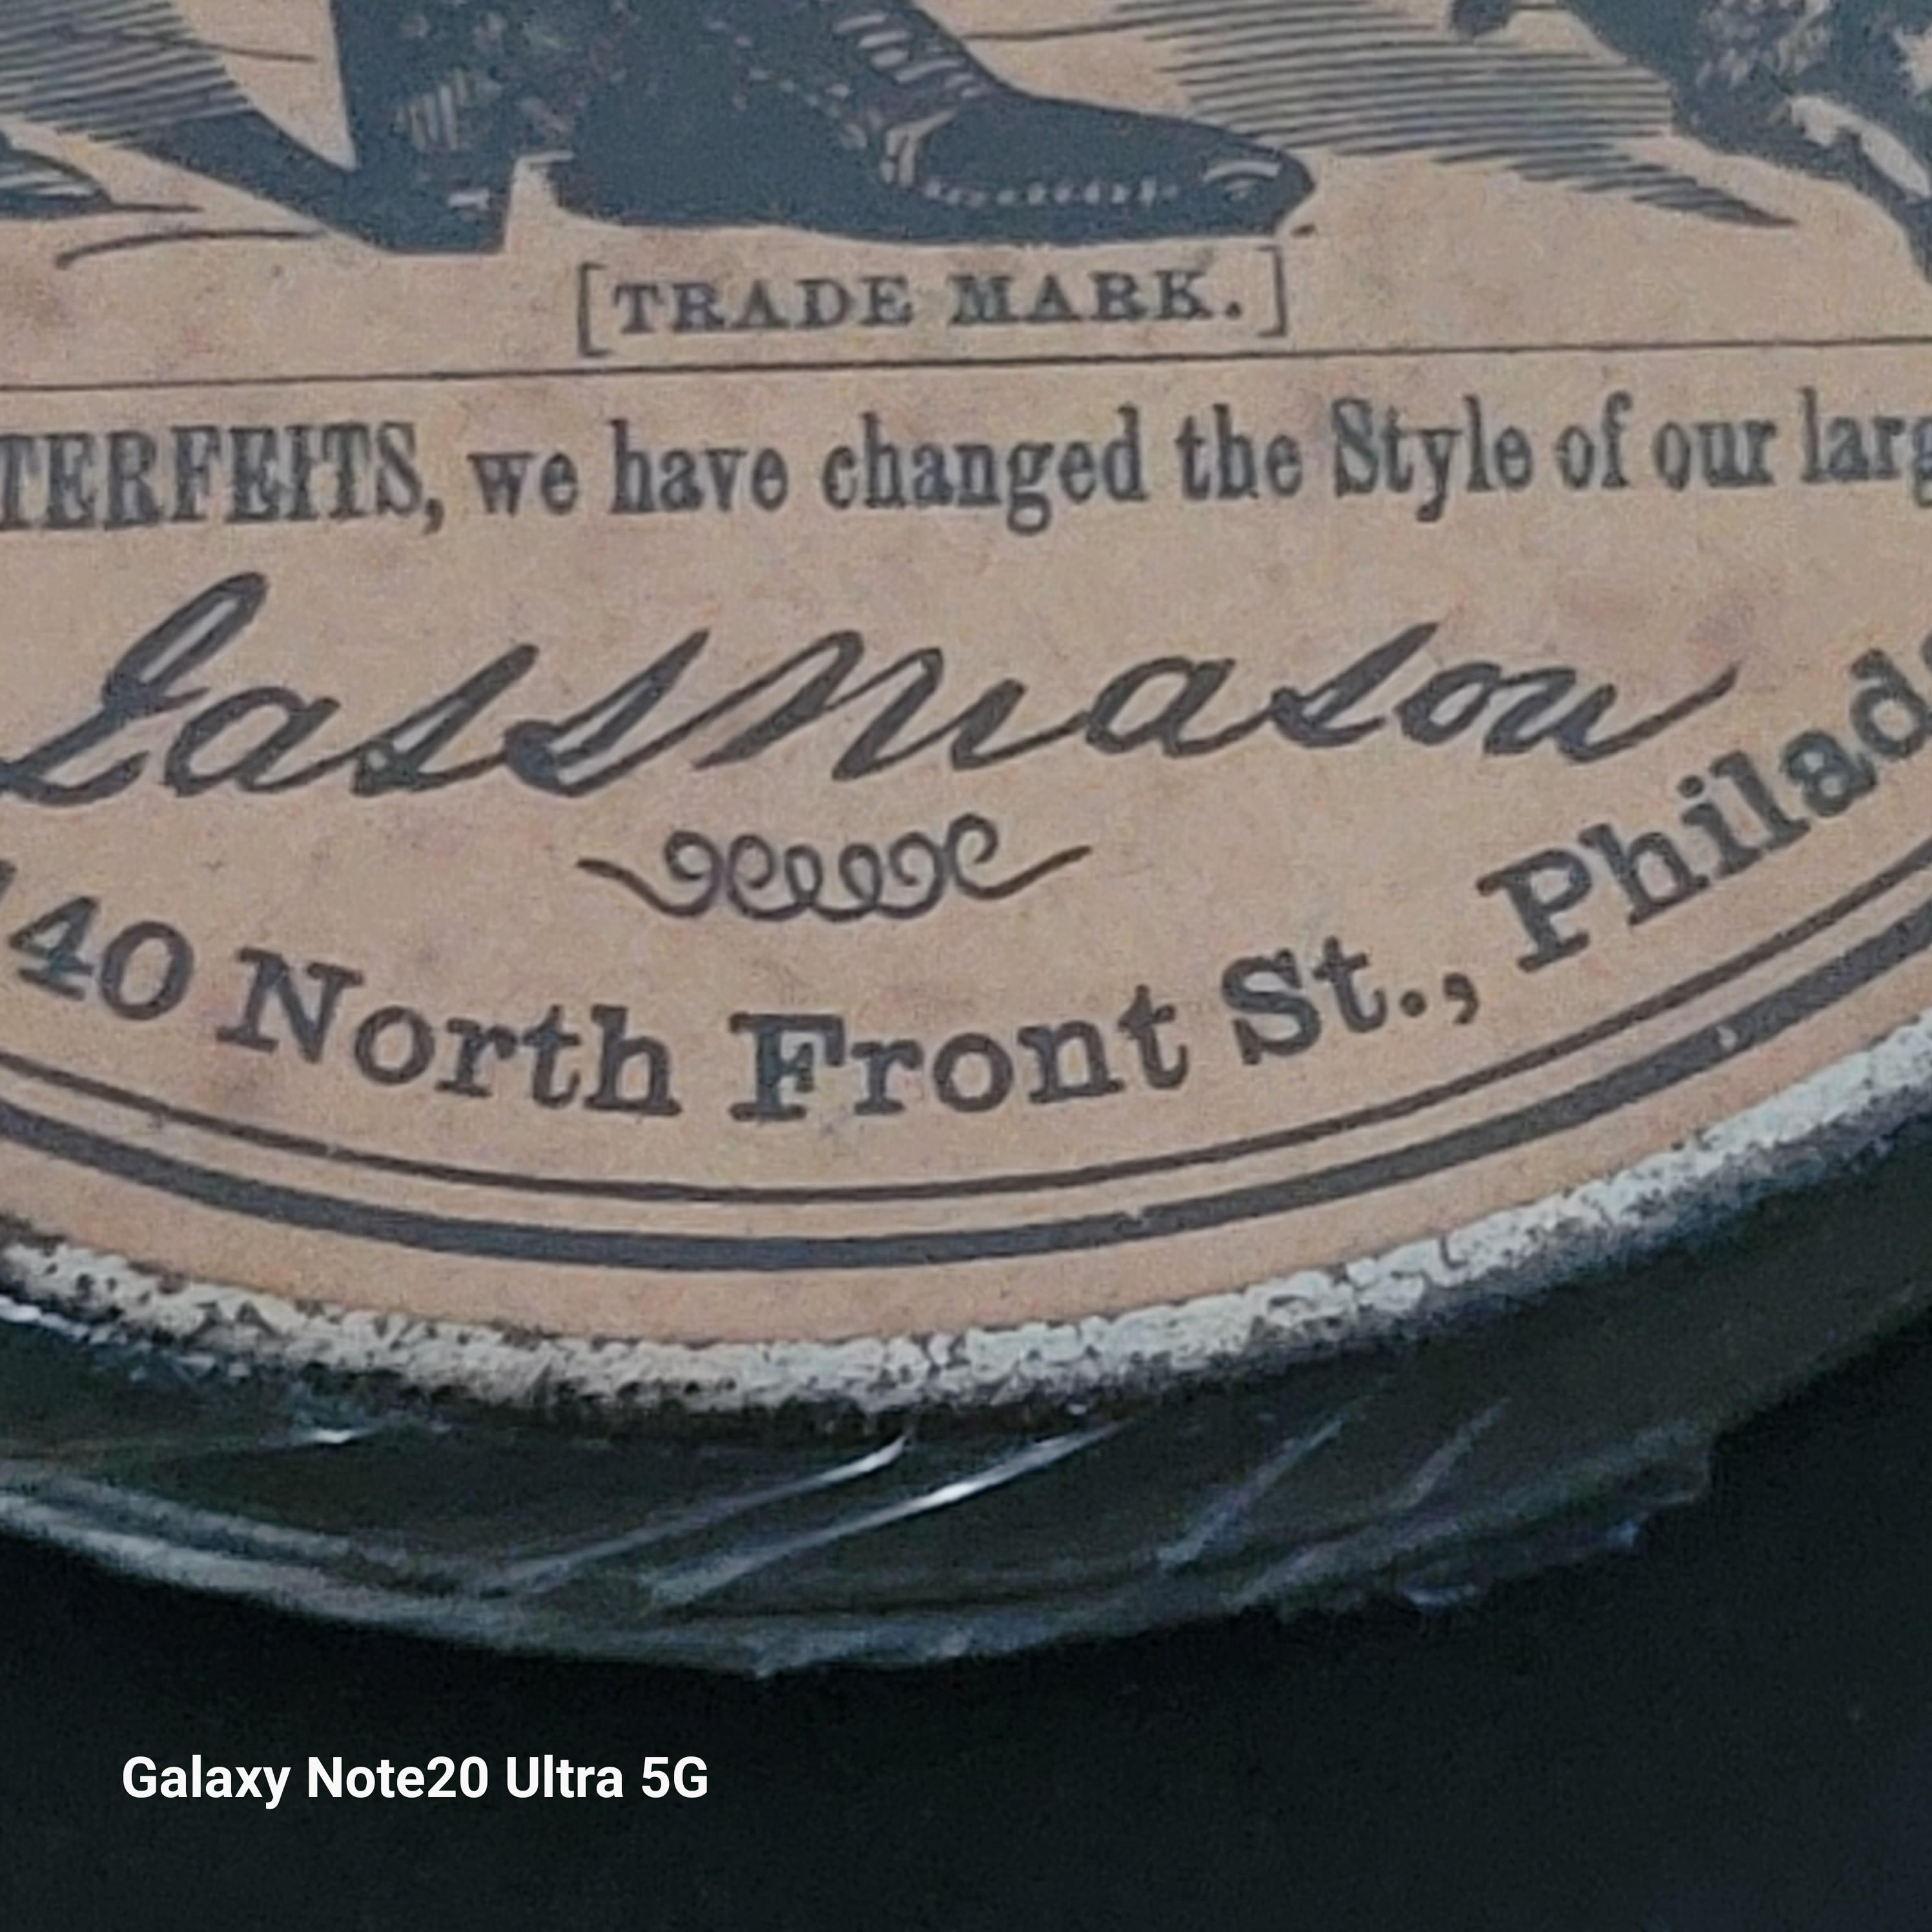 [TRADE MARK.]
TERFEITS, we have changed the Style of our larg
Jas S Mason
140 North Front St., Philad
Galaxy Note20 Ultra 5G